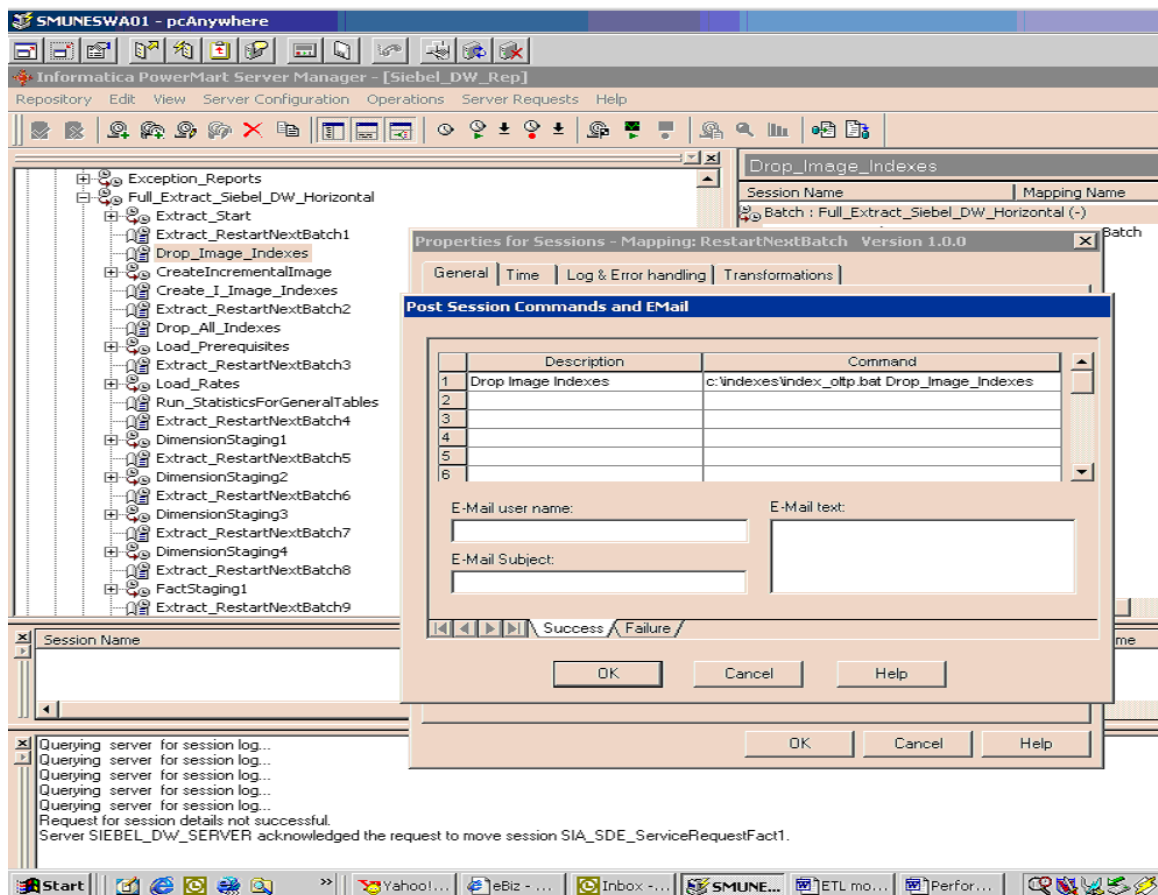 SMUNESWA01 - pcAnywhere
Informatica PowerMart Server Manager - [Siebel_DW_Rep]
Repository Edit View Server Configuration Operations Server Requests Help
Exception_Reports
Full_Extract_Siebel_DW_Horizontal
Extract_Start
Extract_RestartNextBatch1
Drop_Image_Indexes
CreateIncrementalImage
Create_I_Image_Indexes
Extract_RestartNextBatch2
Drop_All_Indexes
Load_Prerequisites
Extract_RestartNextBatch3
Load_Rates
Run_StatisticsForGeneralTables
Extract_RestartNextBatch4
DimensionStaging1
Extract_RestartNextBatch5
DimensionStaging2
Extract_RestartNextBatch6
DimensionStaging3
Extract_RestartNextBatch7
DimensionStaging4
Extract_RestartNextBatch8
FactStaging1
Extract_RestartNextBatch9
Drop_Image_Indexes
Session Name Mapping Name
Batch : Full_Extract_Siebel_DW_Horizontal (-)
Batch
Properties for Sessions - Mapping: RestartNextBatch Version 1.0.0
General Time Log & Error handling Transformations
Post Session Commands and EMail
Description Command
1 Drop Image Indexes c:\indexes\index_oltp.bat Drop_Image_Indexes
2
3
4
5
6
E-Mail user name: E-Mail text:
E-Mail Subject:
Success Failure
OK Cancel Help
OK Cancel Help
Session Name
me
Querying server for session log...
Querying server for session log...
Querying server for session log...
Querying server for session log...
Querying server for session log...
Request for session details not successful.
Server SIEBEL_DW_SERVER acknowledged the request to move session SIA_SDE_ServiceRequestFact1.
Start » Yahoo!... eBiz - ... Inbox -... SMUNE... ETL mo... Perfor...